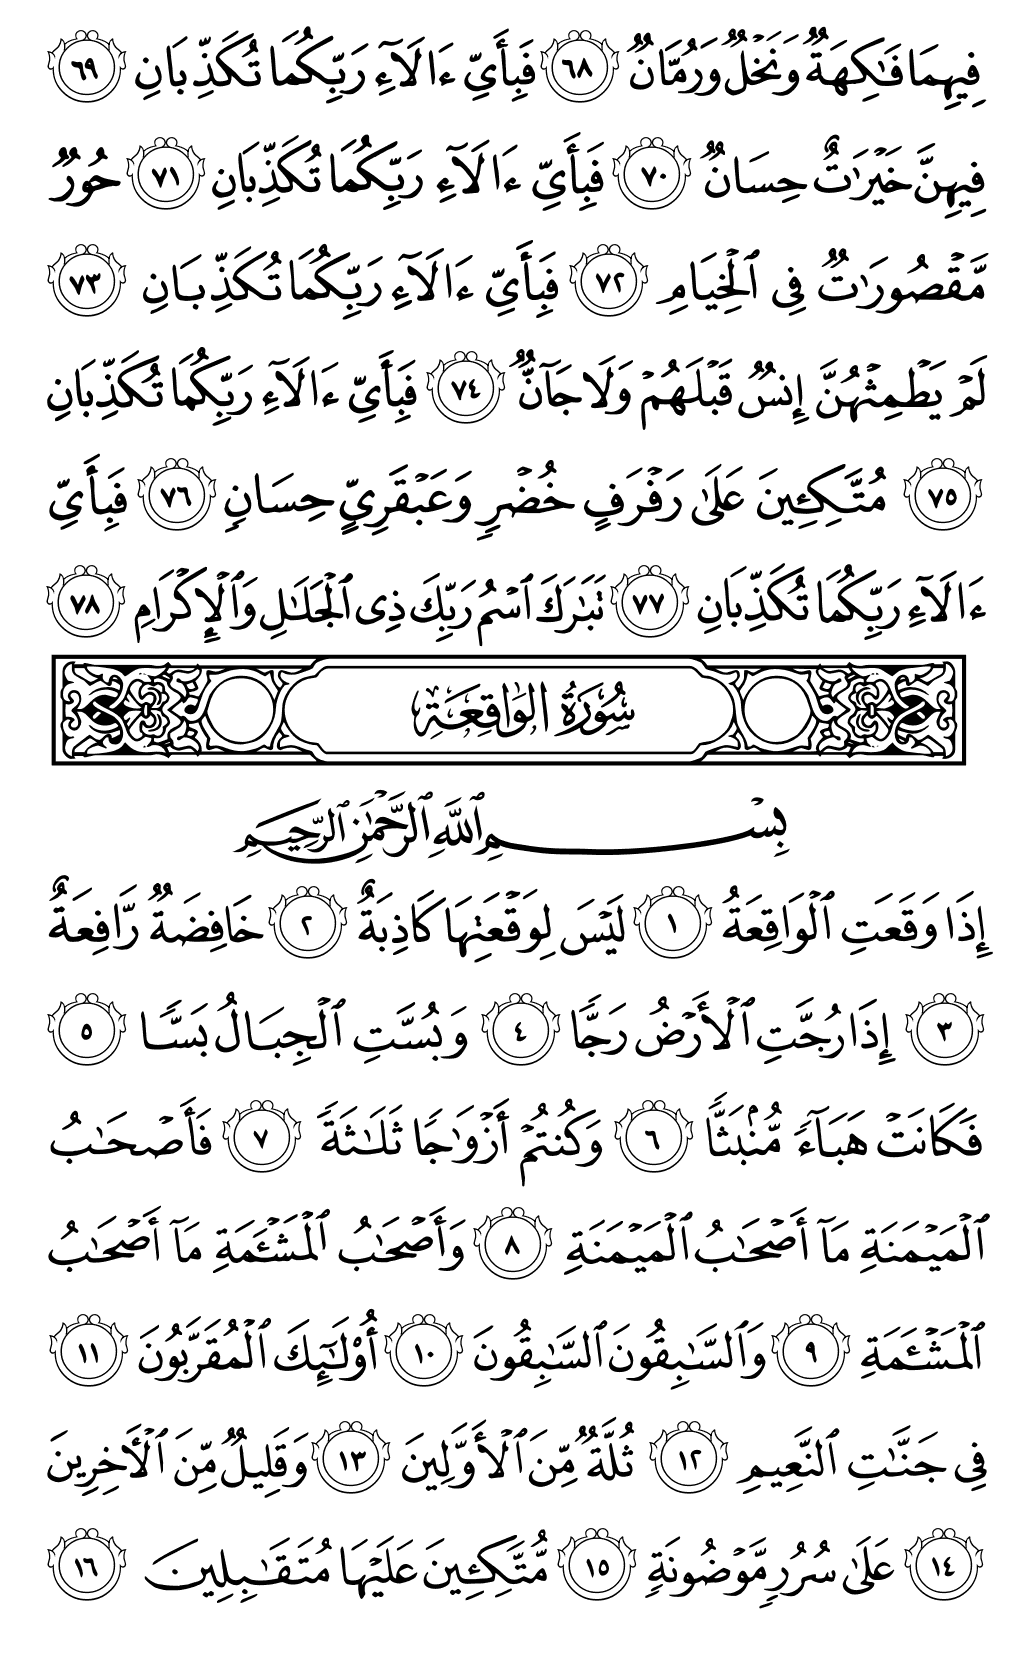 فِيهِمَا فَـٰكِهَةٌ وَنَخْلٌ وَرُمَّانٌ ٦٨ فَبِأَىِّ ءَالَآءِ رَبِّكُمَا تُكَذِّبَانِ ٦٩
فِيهِنَّ خَيْرَٰتٌ حِسَانٌ ٧٠ فَبِأَىِّ ءَالَآءِ رَبِّكُمَا تُكَذِّبَانِ ٧١ حُورٌ
مَّقْصُورَٰتٌ فِى ٱلْخِيَامِ ٧٢ فَبِأَىِّ ءَالَآءِ رَبِّكُمَا تُكَذِّبَانِ ٧٣
لَمْ يَطْمِثْهُنَّ إِنسٌ قَبْلَهُمْ وَلَا جَآنٌّ ٧٤ فَبِأَىِّ ءَالَآءِ رَبِّكُمَا تُكَذِّبَانِ
٧٥ مُتَّكِـِٔينَ عَلَىٰ رَفْرَفٍ خُضْرٍ وَعَبْقَرِىٍّ حِسَانٍ ٧٦ فَبِأَىِّ
ءَالَآءِ رَبِّكُمَا تُكَذِّبَانِ ٧٧ تَبَـٰرَكَ ٱسْمُ رَبِّكَ ذِى ٱلْجَلَـٰلِ وَٱلْإِكْرَامِ ٧٨
سُورَةُ الوَاقِعَةِ
بِسْمِ ٱللَّهِ ٱلرَّحْمَـٰنِ ٱلرَّحِيمِ
إِذَا وَقَعَتِ ٱلْوَاقِعَةُ ١ لَيْسَ لِوَقْعَتِهَا كَاذِبَةٌ ٢ خَافِضَةٌ رَّافِعَةٌ
٣ إِذَا رُجَّتِ ٱلْأَرْضُ رَجًّا ٤ وَبُسَّتِ ٱلْجِبَالُ بَسًّا ٥
فَكَانَتْ هَبَآءً مُّنۢبَثًّا ٦ وَكُنتُمْ أَزْوَٰجًا ثَلَـٰثَةً ٧ فَأَصْحَـٰبُ
ٱلْمَيْمَنَةِ مَآ أَصْحَـٰبُ ٱلْمَيْمَنَةِ ٨ وَأَصْحَـٰبُ ٱلْمَشْـَٔمَةِ مَآ أَصْحَـٰبُ
ٱلْمَشْـَٔمَةِ ٩ وَٱلسَّـٰبِقُونَ ٱلسَّـٰبِقُونَ ١٠ أُو۟لَـٰٓئِكَ ٱلْمُقَرَّبُونَ ١١
فِى جَنَّـٰتِ ٱلنَّعِيمِ ١٢ ثُلَّةٌ مِّنَ ٱلْأَوَّلِينَ ١٣ وَقَلِيلٌ مِّنَ ٱلْـَٔاخِرِينَ
١٤ عَلَىٰ سُرُرٍ مَّوْضُونَةٍ ١٥ مُّتَّكِـِٔينَ عَلَيْهَا مُتَقَـٰبِلِينَ ١٦